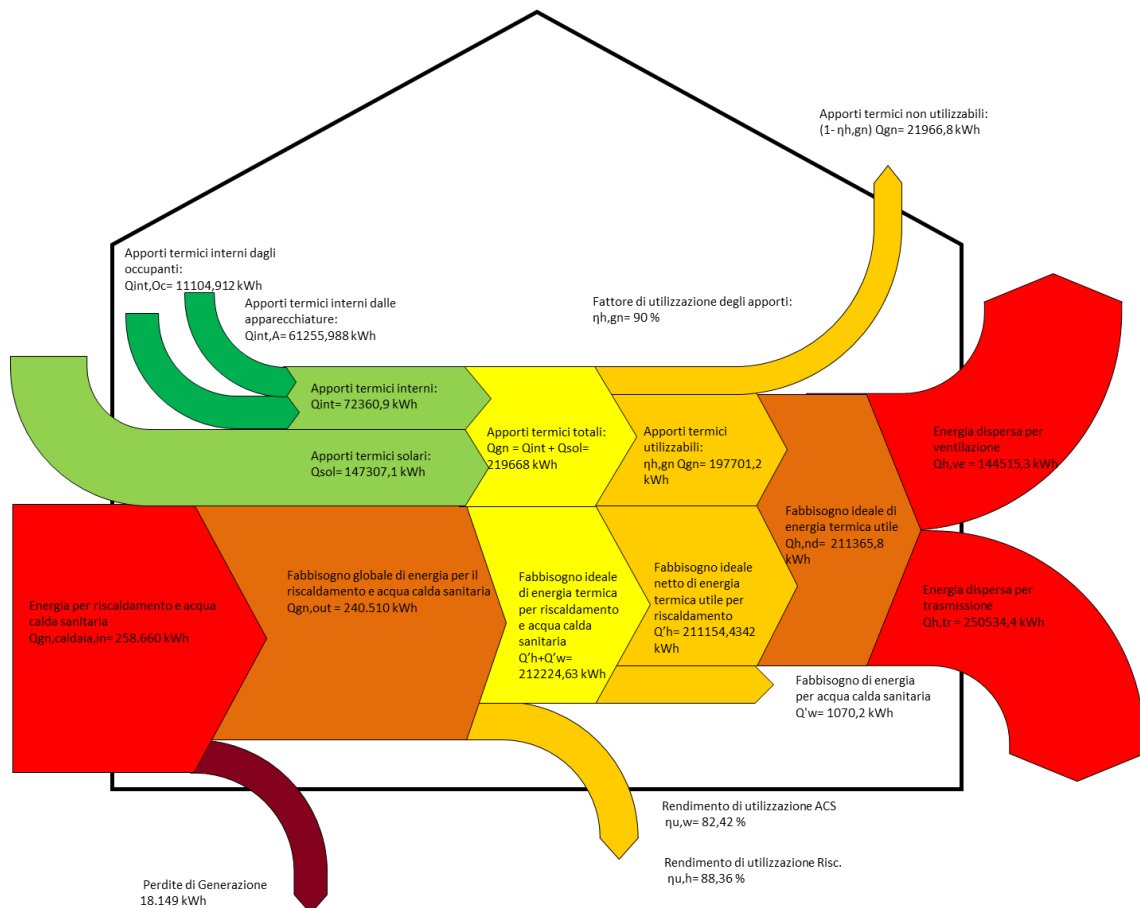 Apporti termici non utilizzabili:
(1- ηh,gn) Qgn= 21966,8 kWh
Apporti termici interni dagli
occupanti:
Qint,Oc= 11104,912 kWh
Apporti termici interni dalle
apparecchiature:
Qint,A= 61255,988 kWh
Fattore di utilizzazione degli apporti:
ηh,gn= 90 %
Apporti termici interni:
Qint= 72360,9 kWh
Apporti termici solari:
Qsol= 147307,1 kWh
Apporti termici totali:
Qgn = Qint + Qsol=
219668 kWh
Apporti termici
utilizzabili:
ηh,gn Qgn= 197701,2
kWh
Energia dispersa per
ventilazione
Qh,ve = 144515,3 kWh
Fabbisogno ideale di
energia termica utile
Qh,nd= 211365,8
kWh
Energia per riscaldamento e acqua
calda sanitaria
Qgn,caldaia,in= 258.660 kWh
Fabbisogno globale di energia per il
riscaldamento e acqua calda sanitaria
Qgn,out = 240.510 kWh
Fabbisogno ideale
di energia termica
per riscaldamento
e acqua calda
sanitaria
Q’h+Q’w=
212224,63 kWh
Fabbisogno ideale
netto di energia
termica utile per
riscaldamento
Q’h= 211154,4342
kWh
Energia dispersa per
trasmissione
Qh,tr = 250534,4 kWh
Fabbisogno di energia
per acqua calda sanitaria
Q'w= 1070,2 kWh
Rendimento di utilizzazione ACS
ηu,w= 82,42 %
Rendimento di utilizzazione Risc.
ηu,h= 88,36 %
Perdite di Generazione
18.149 kWh